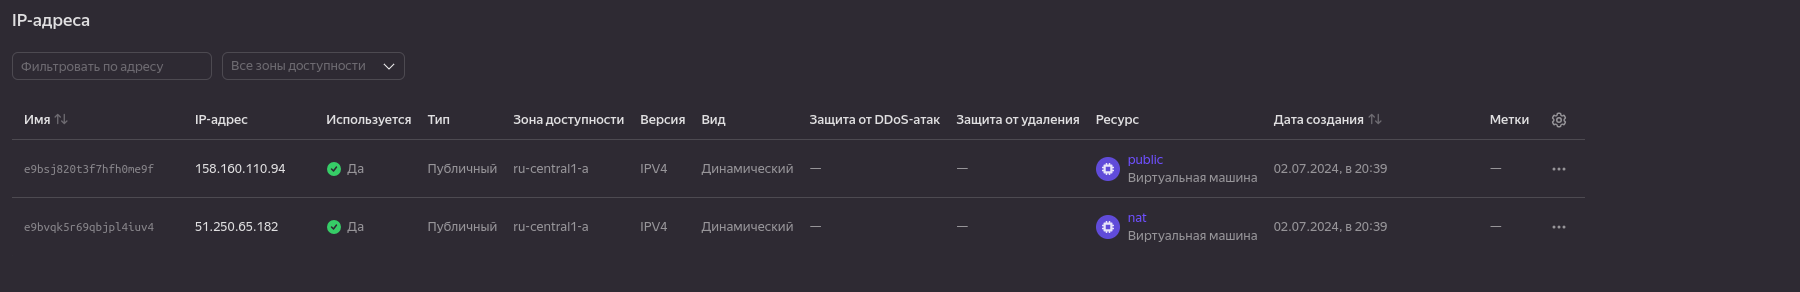 IP-адреса
Фильтровать по адресу
Все зоны доступности
Имя IP-адрес Используется Тип Зона доступности Версия Вид Защита от DDoS-атак Защита от удаления Ресурс Дата создания Метки
e9bsj820t3f7hfh0me9f 158.160.110.94 Да Публичный ru-central1-a IPV4 Динамический — — public Виртуальная машина 02.07.2024, в 20:39 —
e9bvqk5r69qbjpl4iuv4 51.250.65.182 Да Публичный ru-central1-a IPV4 Динамический — — nat Виртуальная машина 02.07.2024, в 20:39 —